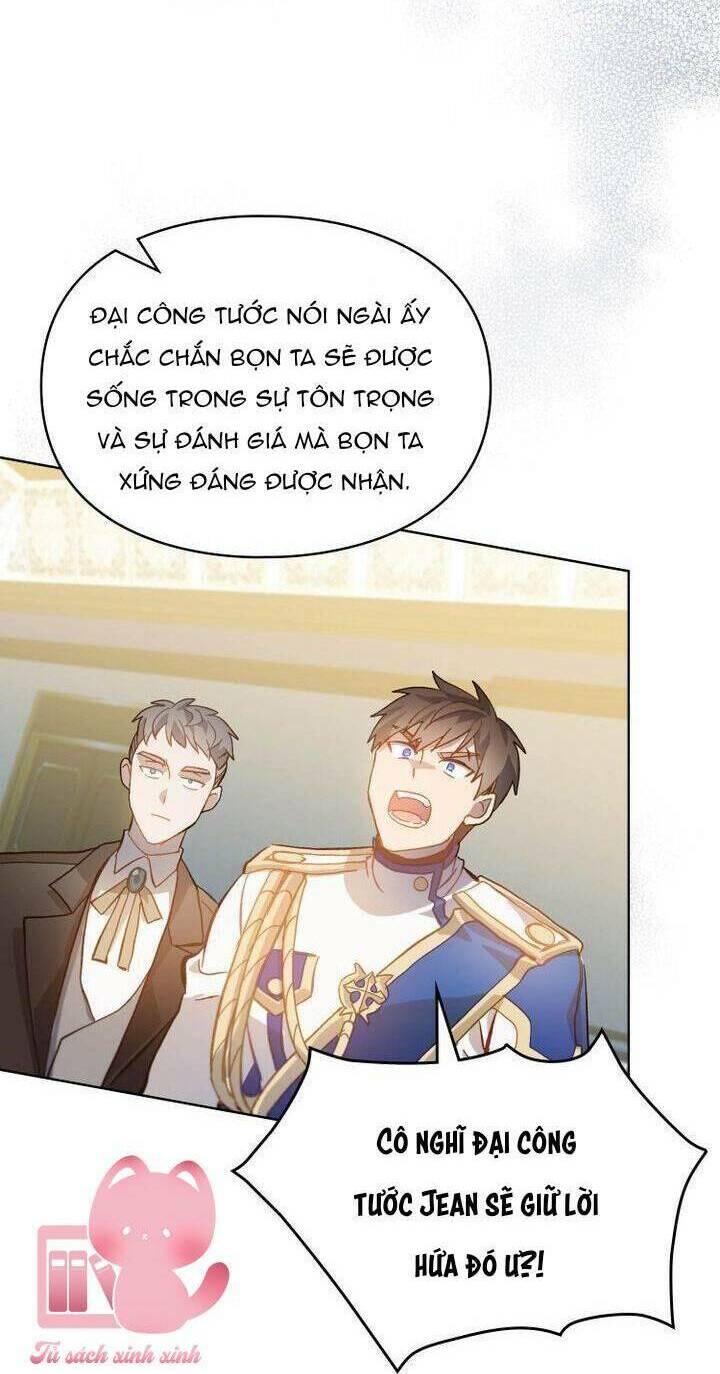 ĐẠI CÔNG TƯỚC NÓI NGÀI ẤY
CHẮC CHẮN BỌN TA SẼ ĐƯỢC
SỐNG TRONG SỰ TÔN TRỌNG
VÀ SỰ ĐÁNH GIÁ MÀ BỌN TA
XỨNG ĐÁNG ĐƯỢC NHẬN.
CÔ NGHĨ ĐẠI CÔNG
TƯỚC JEAN SẼ GIỮ LỜI
HỨA ĐÓ Ư?!
Tủ sách xinh xinh